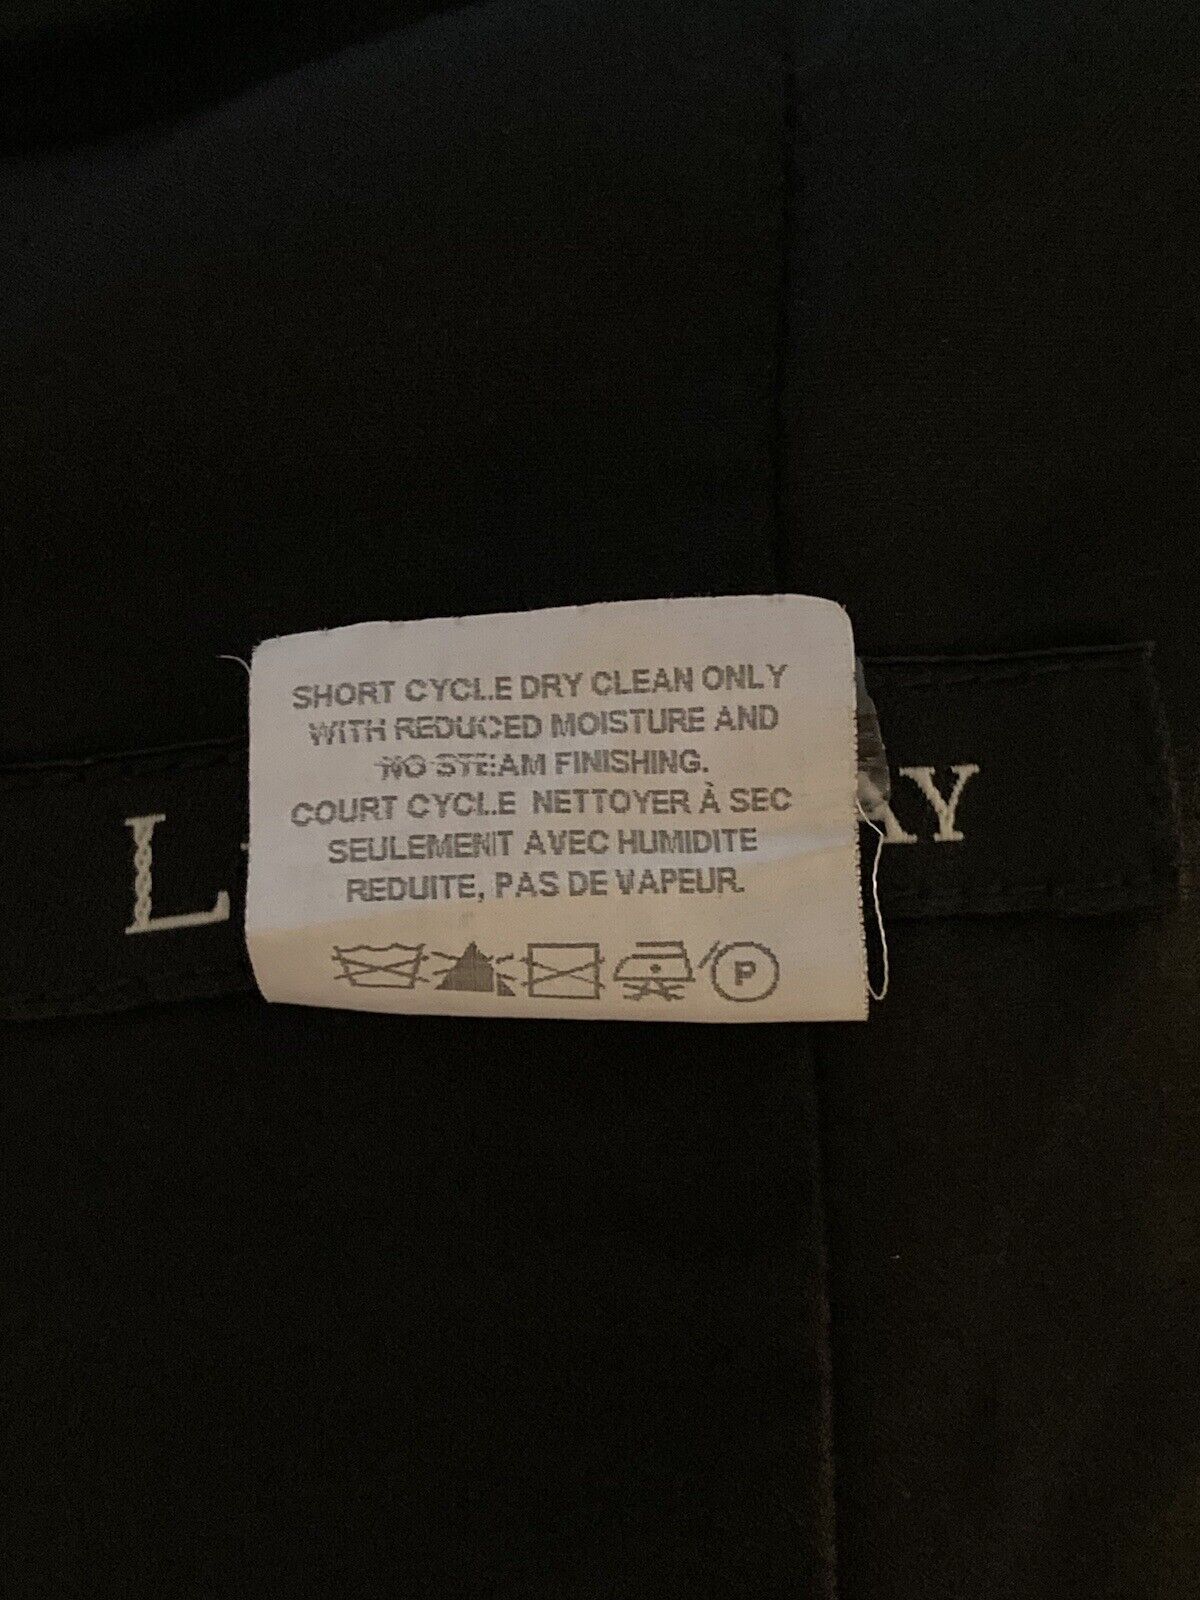 SHORT CYCLE DRY CLEAN ONLY
WITH REDUCED MOISTURE AND
NO STEAM FINISHING.
COURT CYCLE NETTOYER À SEC
SEULEMENT AVEC HUMIDITE
REDUITE, PAS DE VAPEUR.
P